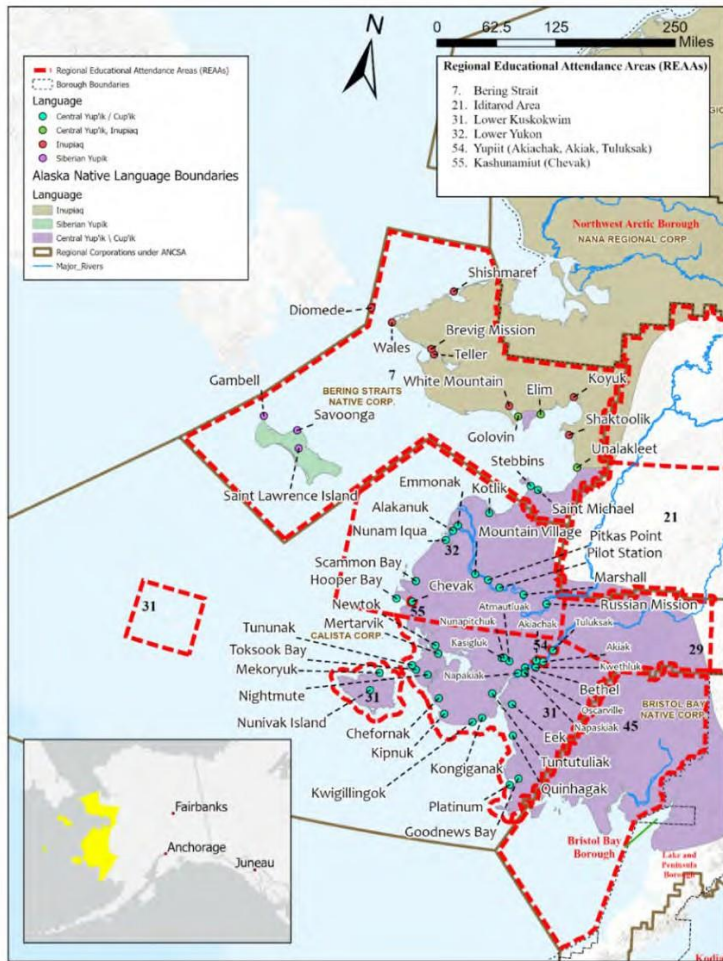 N
0 62.5 125 250
Miles
Regional Educational Attendance Areas (REAAs)
Borough Boundaries
Language
Central Yup'ik / Cup'ik
Central Yup'ik, Inupiaq
Inupiaq
Siberian Yupik
Alaska Native Language Boundaries
Language
Inupiaq
Siberian Yupik
Central Yup'ik \ Cup'ik
Regional Corporations under ANCSA
Major_Rivers
Regional Educational Attendance Areas (REAAs)
7. Bering Strait
21. Iditarod Area
31. Lower Kuskokwim
32. Lower Yukon
54. Yupiit (Akiachak, Akiak, Tuluksak)
55. Kashunamiut (Chevak)
Northwest Arctic Borough
NANA REGIONAL CORP.
Shishmaref
Diomede
Wales
Brevig Mission
Teller
7
White Mountain
Koyuk
Elim
Gambell
BERING STRAITS
NATIVE CORP.
Savoonga
Golovin
Shaktoolik
Unalakleet
Stebbins
Saint Lawrence Island
Emmonak
Kotlik
Saint Michael
21
Alakanuk
Mountain Village
Pitkas Point
Nunam Iqua
32
Pilot Station
Scammon Bay
Marshall
Hooper Bay
Chevak
31
Newtok
55
Atmautluak
Russian Mission
Mertarvik
Nunapitchuk
Akiachak
Tuluksak
CALISTA CORP.
Tununak
Kasigluk
54
Akiak
29
Toksook Bay
Kwethluk
Mekoryuk
Napakiak
Bethel
Nightmute
31
Oscarville
BRISTOL BAY
NATIVE CORP.
Nunivak Island
31
Napaskiak
45
Chefornak
Eek
Kipnuk
Tuntutuliak
Kongiganak
Kwigillingok
Quinhagak
Platinum
Goodnews Bay
Bristol Bay
Borough
Lake and
Peninsula
Borough
Kodia
Fairbanks
Anchorage
Juneau